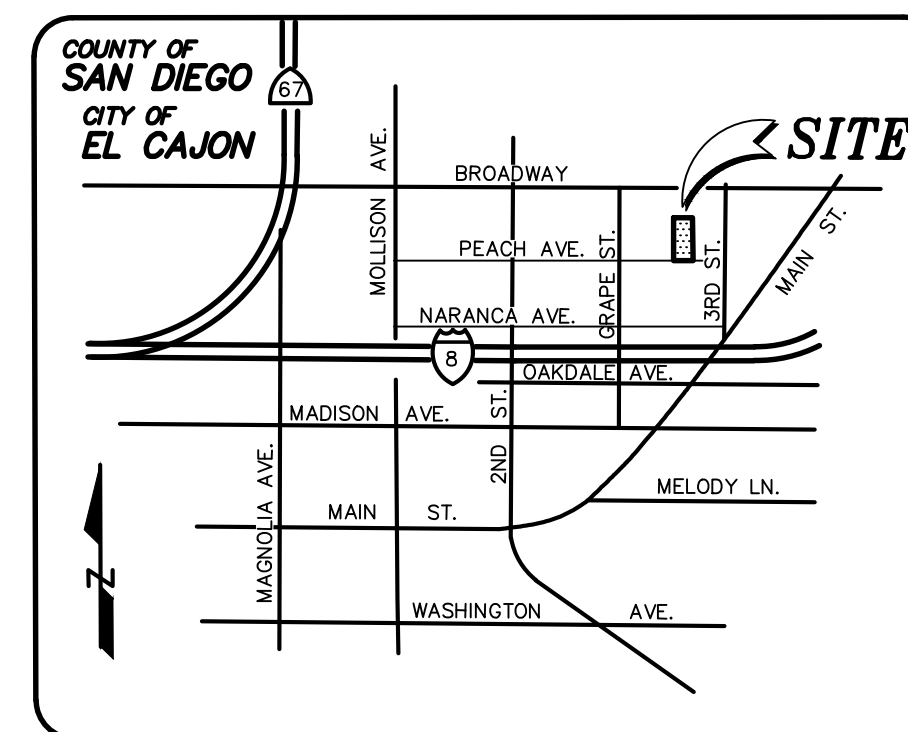 COUNTY OF
SAN DIEGO
CITY OF
EL CAJON
67
MOLLISON AVE.
BROADWAY
SITE
PEACH AVE.
GRAPE ST.
3RD ST.
MAIN ST.
NARANCA AVE.
8
OAKDALE AVE.
MADISON AVE.
2ND ST.
MAGNOLIA AVE.
MELODY LN.
MAIN ST.
N
WASHINGTON AVE.